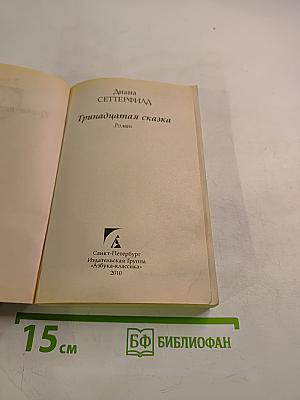 Диана
СЕТТЕРФИЛД
Тринадцатая сказка
Роман
Санкт-Петербург
Издательская Группа
«Азбука-классика»
2010
15 см
БФ БИБЛИОФАН